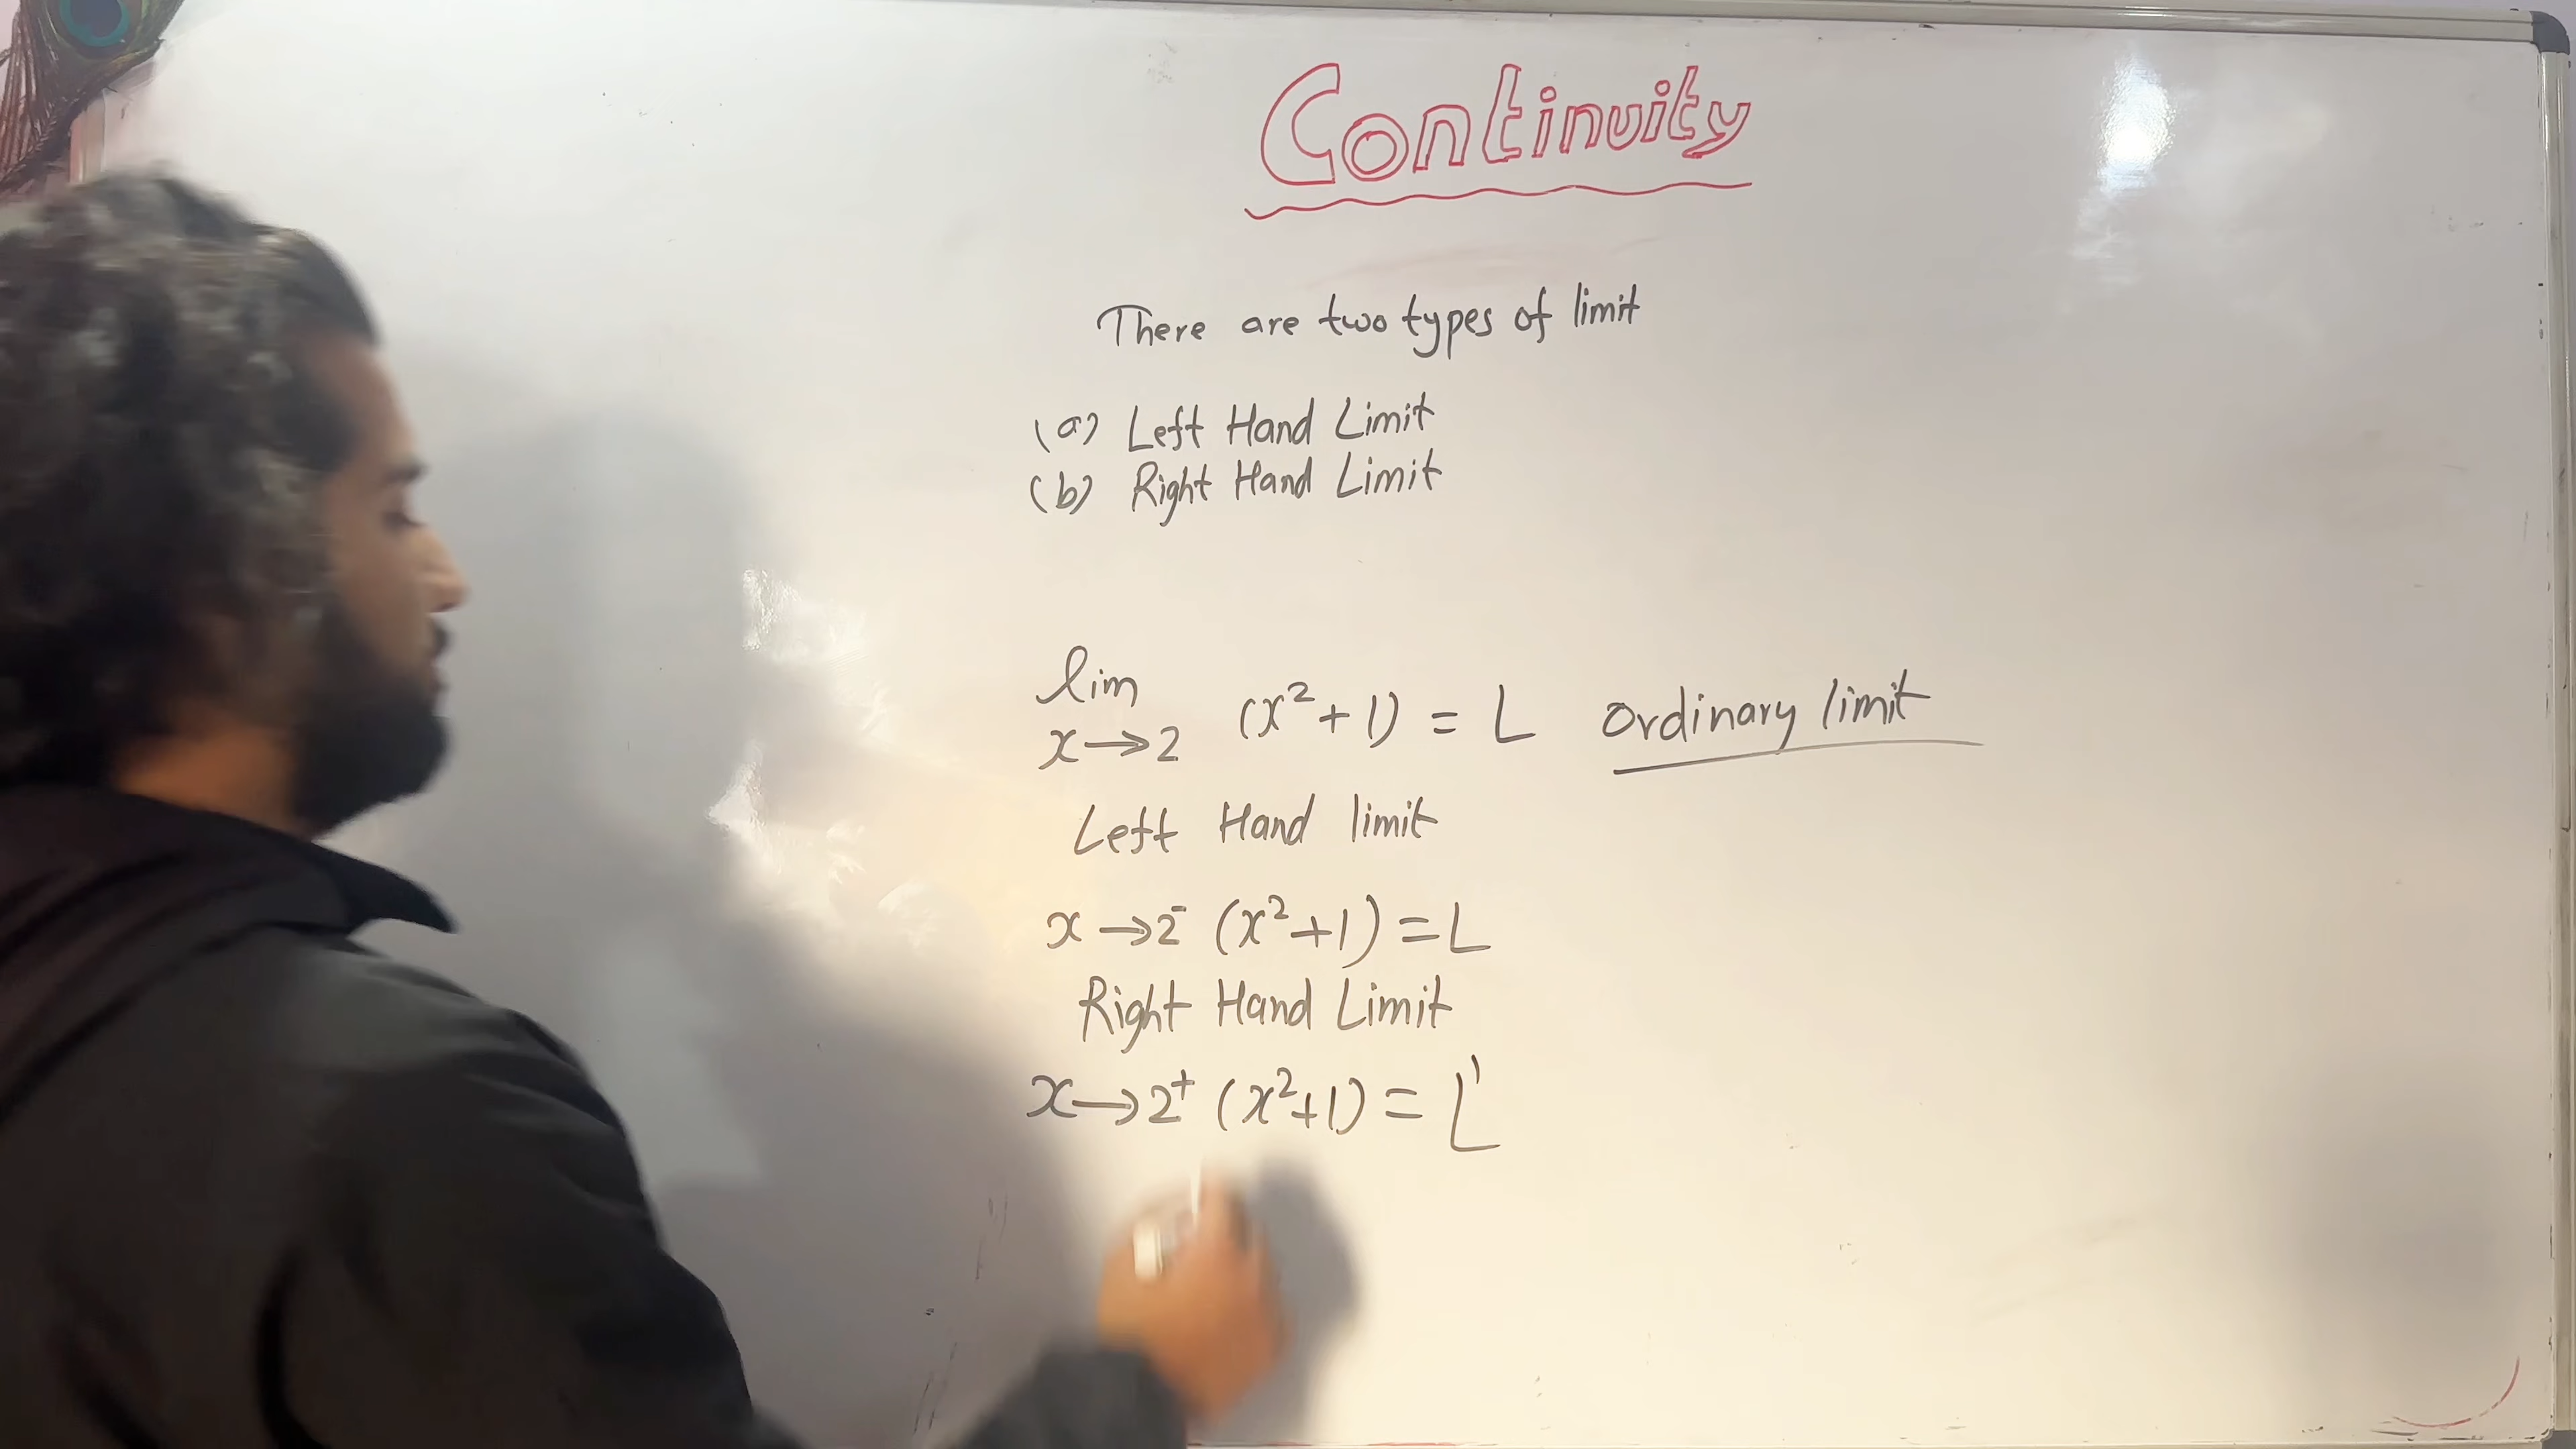 Continuity
There are two types of limit
(a) Left Hand Limit
(b) Right Hand Limit
lim
x→2 (x²+1) = L ordinary limit
Left Hand limit
x→2⁻ (x²+1) = L
Right Hand Limit
x→2⁺ (x²+1) = L'